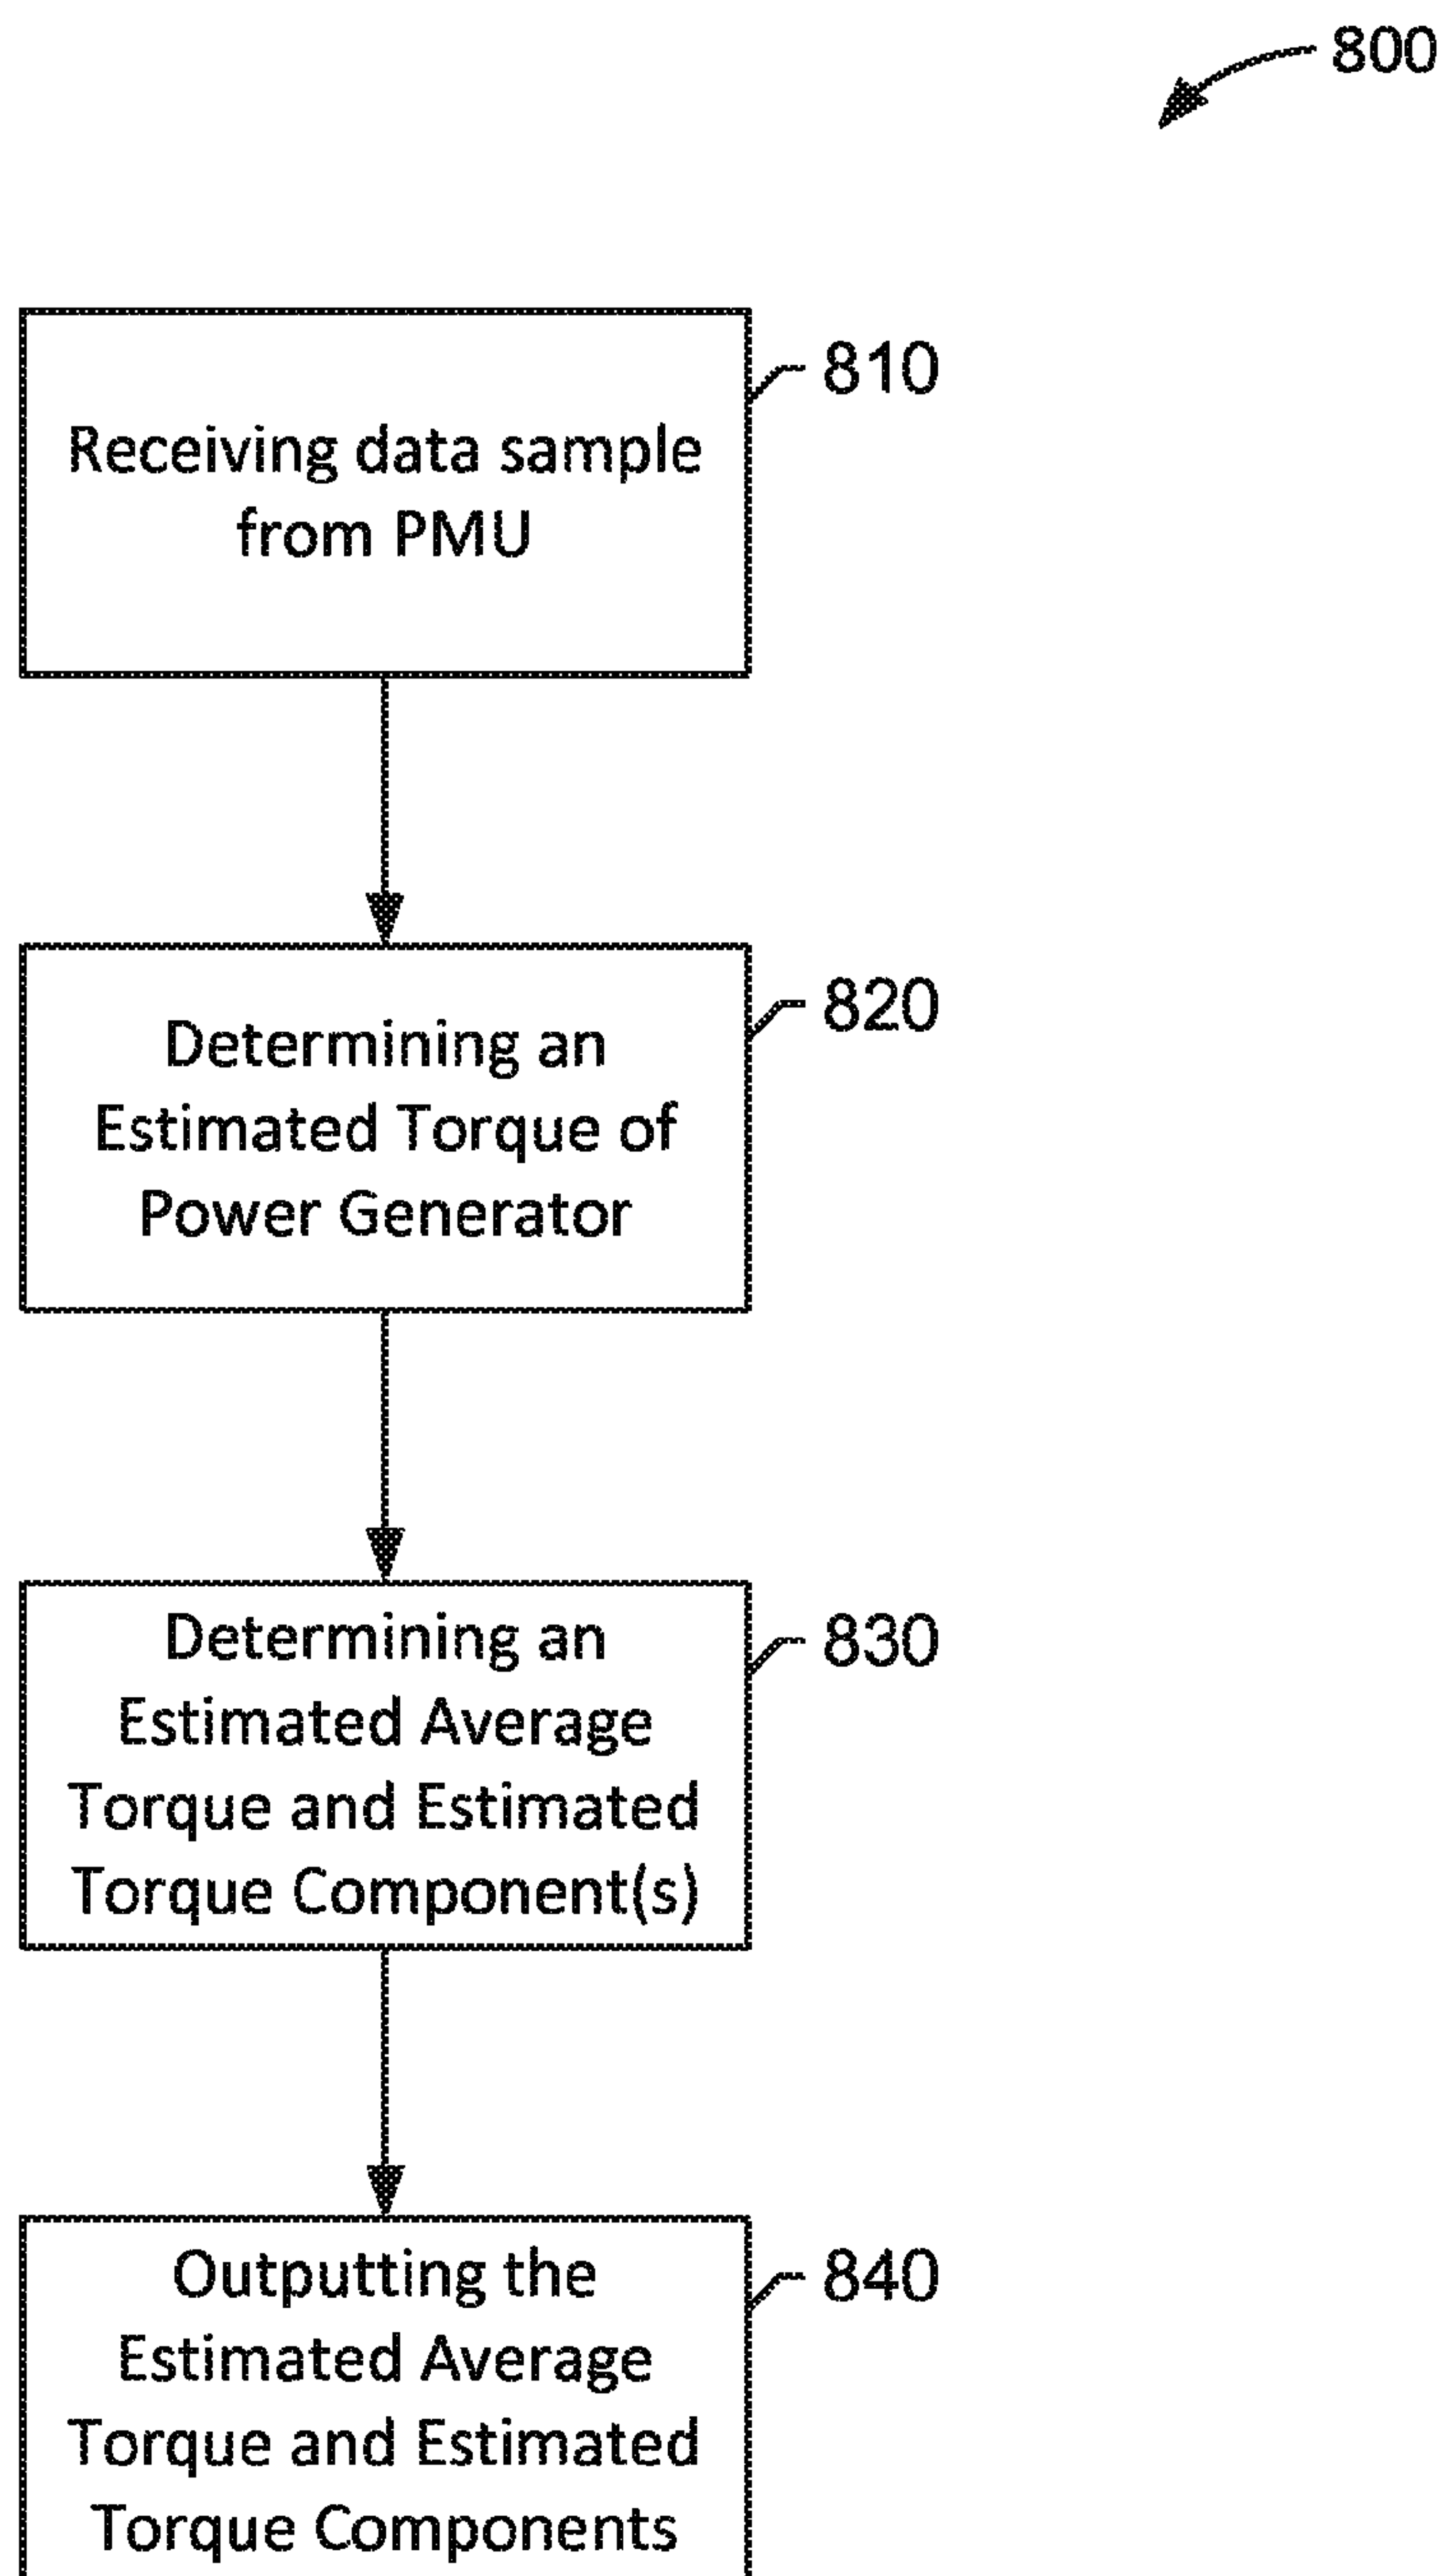 800
810
Receiving data sample
from PMU
820
Determining an
Estimated Torque of
Power Generator
830
Determining an
Estimated Average
Torque and Estimated
Torque Component(s)
840
Outputting the
Estimated Average
Torque and Estimated
Torque Components